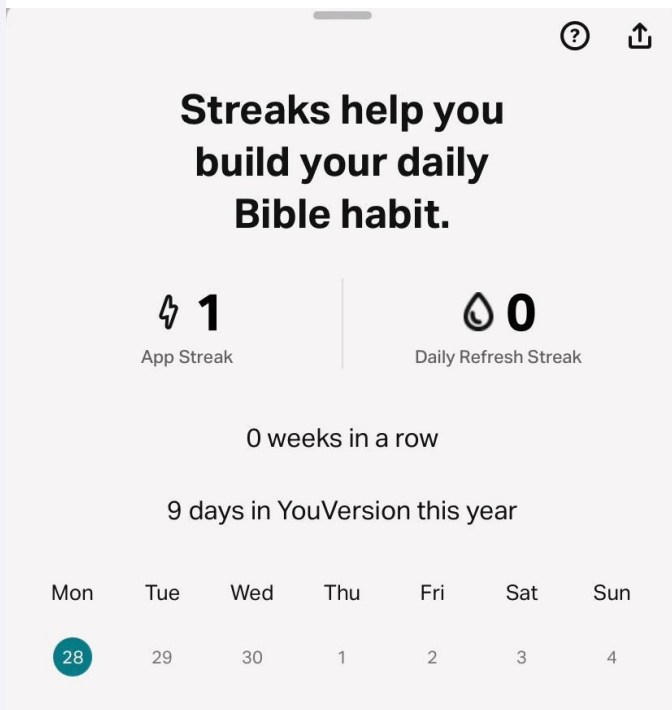 Streaks help you
build your daily
Bible habit.
1
App Streak
0
Daily Refresh Streak
0 weeks in a row
9 days in YouVersion this year
Mon Tue Wed Thu Fri Sat Sun
28 29 30 1 2 3 4